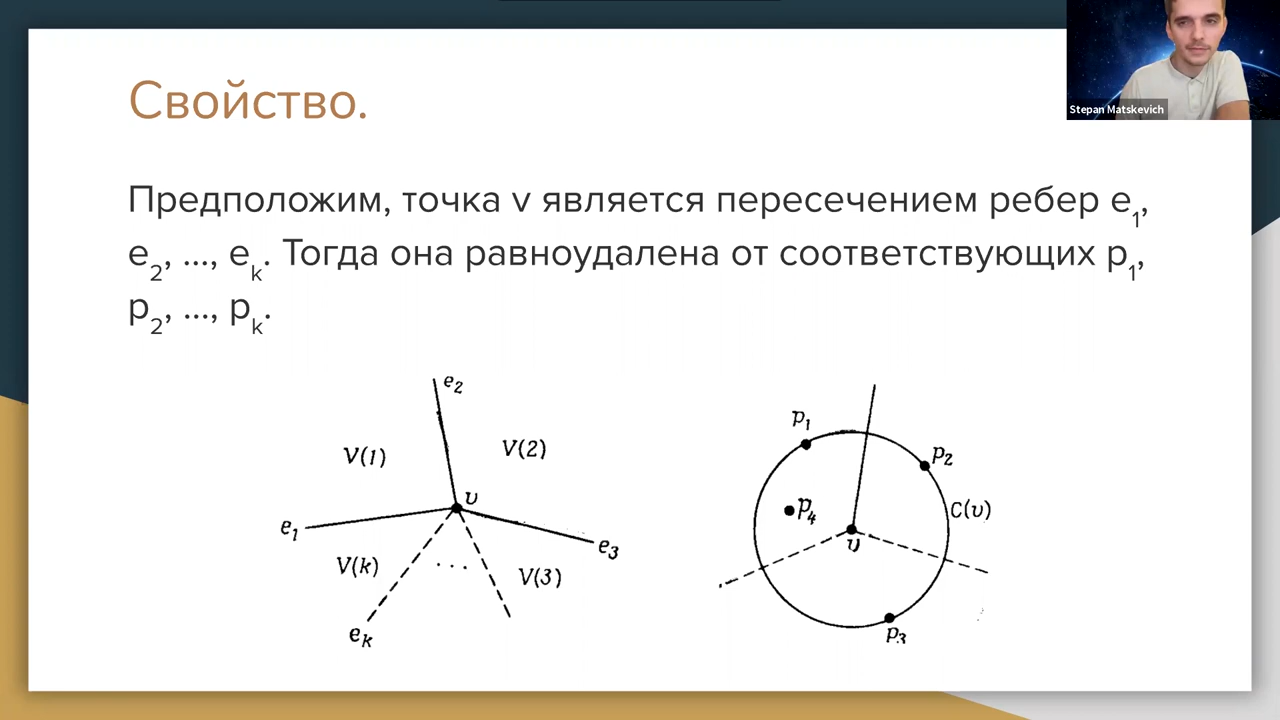 Stepan Matskevich
Свойство.
Предположим, точка v является пересечением ребер e₁,
e₂, ..., eₖ. Тогда она равноудалена от соответствующих p₁,
p₂, ..., pₖ.
e₂
V(1)
V(2)
υ
e₁
e₃
V(k)
...
V(3)
eₖ
p₁
p₂
p₄
C(υ)
υ
p₃